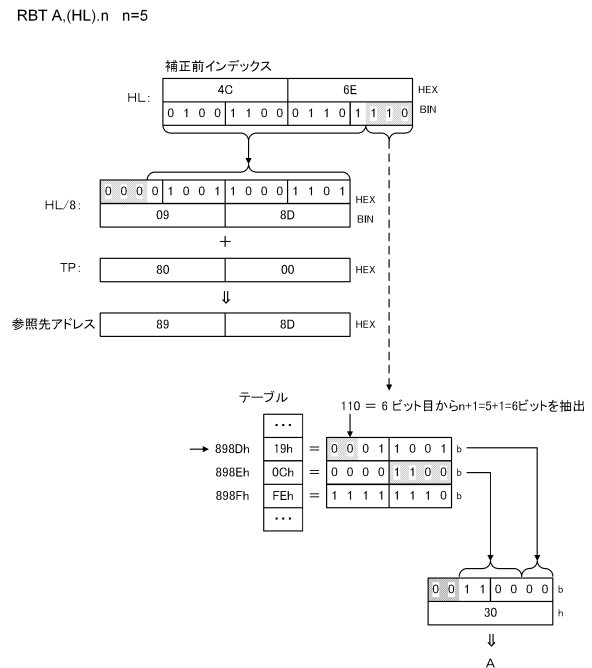 RBT A,(HL).n n=5
補正前インデックス
HL: 4C 6E HEX
0 1 0 0 1 1 0 0 0 1 1 0 1 1 1 0 BIN
0 0 0 0 1 0 0 1 1 0 0 0 1 1 0 1 HEX
HL/8:
09 8D BIN
+
TP: 80 00 HEX
⇓
参照先アドレス 89 8D HEX
テーブル
110 = 6 ビット目からn+1=5+1=6ビットを抽出
･･･
→ 898Dh 19h = 0 0 0 1 1 0 0 1 b
898Eh 0Ch = 0 0 0 0 1 1 0 0 b
898Fh FEh = 1 1 1 1 1 1 1 0 b
･･･
0 0 1 1 0 0 0 0 b
30 h
⇓
A